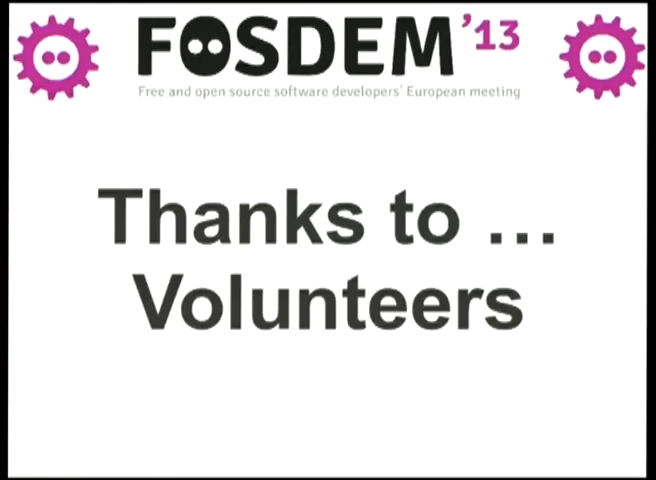 FOSDEM '13
Free and open source software developers' European meeting
Thanks to ...
Volunteers